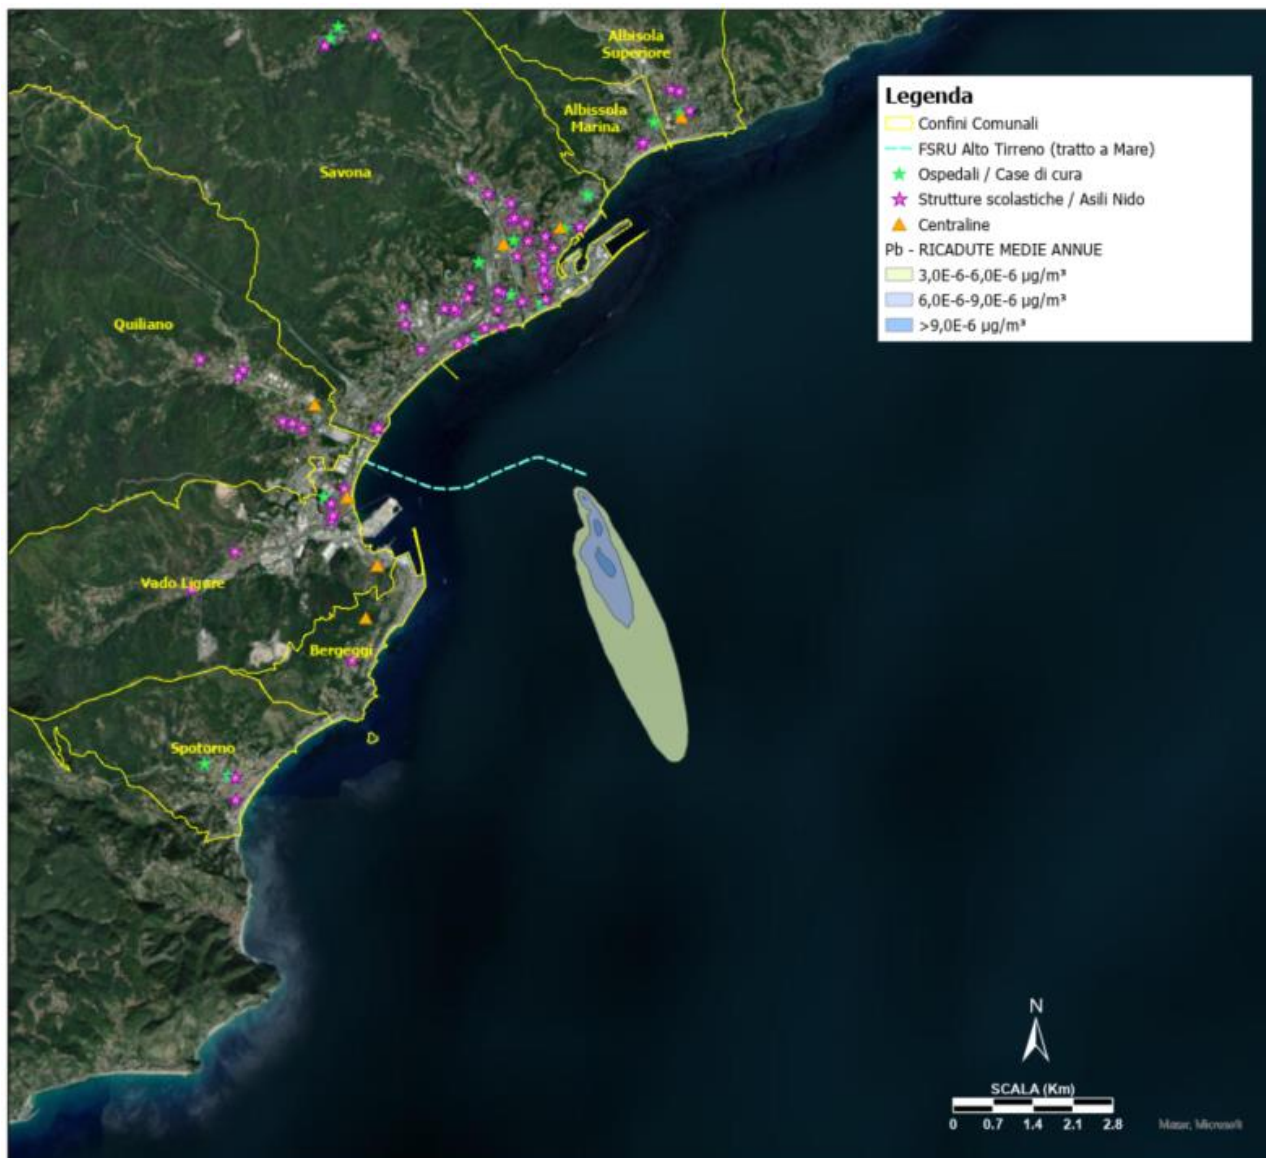 Albisola
Superiore
Albissola
Marina
Savona
Quiliano
Vado Ligure
Bergeggi
Spotorno
Legenda
Confini Comunali
FSRU Alto Tirreno (tratto a Mare)
Ospedali / Case di cura
Strutture scolastiche / Asili Nido
Centraline
Pb - RICADUTE MEDIE ANNUE
3,0E-6-6,0E-6 µg/m³
6,0E-6-9,0E-6 µg/m³
>9,0E-6 µg/m³
N
SCALA (Km)
0 0.7 1.4 2.1 2.8
Maxar, Microsoft